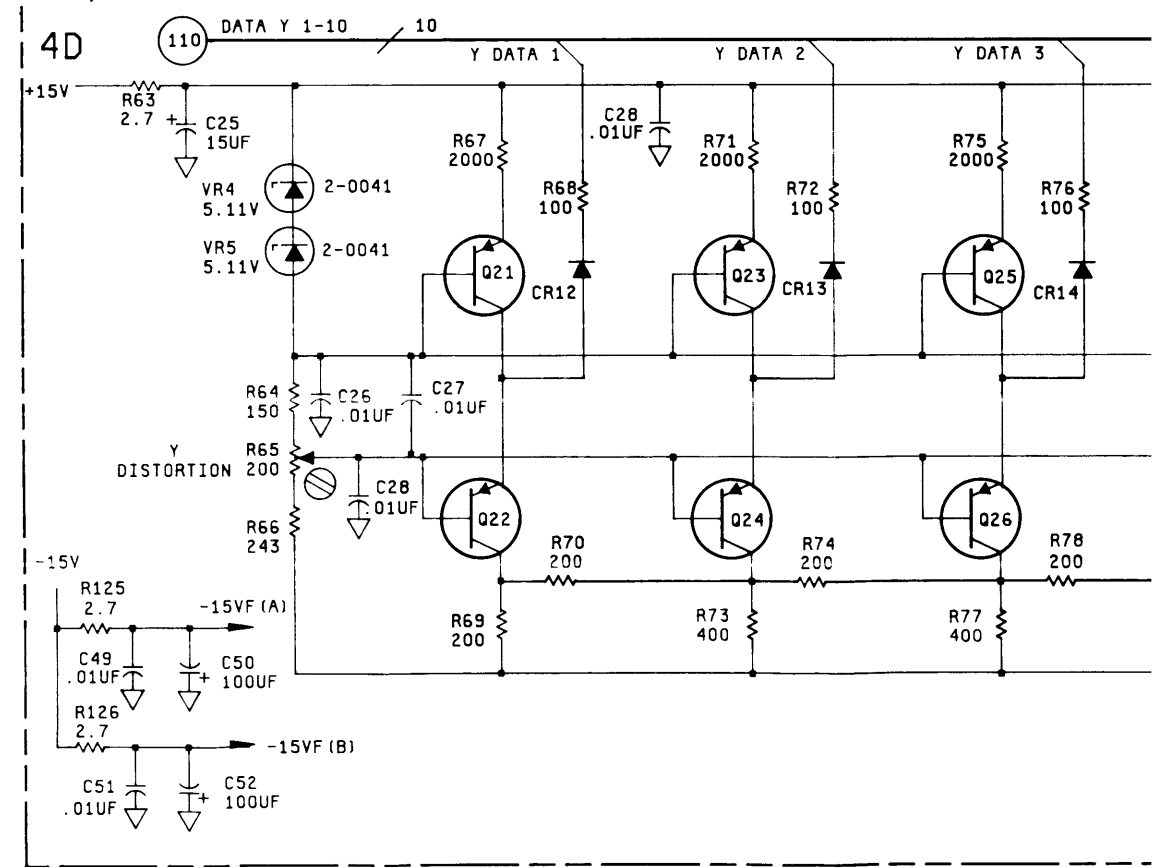 4D
110
DATA Y 1-10
10
Y DATA 1
Y DATA 2
Y DATA 3
+15V
R63
2.7
+
C25
15UF
C28
.01UF
R67
2000
R71
2000
R75
2000
VR4
5.11V
2-0041
R68
100
R72
100
R76
100
VR5
5.11V
2-0041
Q21
CR12
Q23
CR13
Q25
CR14
R64
150
C26
.01UF
C27
.01UF
Y
DISTORTION
R65
200
C28
.01UF
R66
243
Q22
Q24
Q26
R70
200
R74
200
R78
200
-15V
R125
2.7
-15VF(A)
R69
200
R73
400
R77
400
C49
.01UF
+
C50
100UF
R126
2.7
-15VF(B)
C51
.01UF
+
C52
100UF